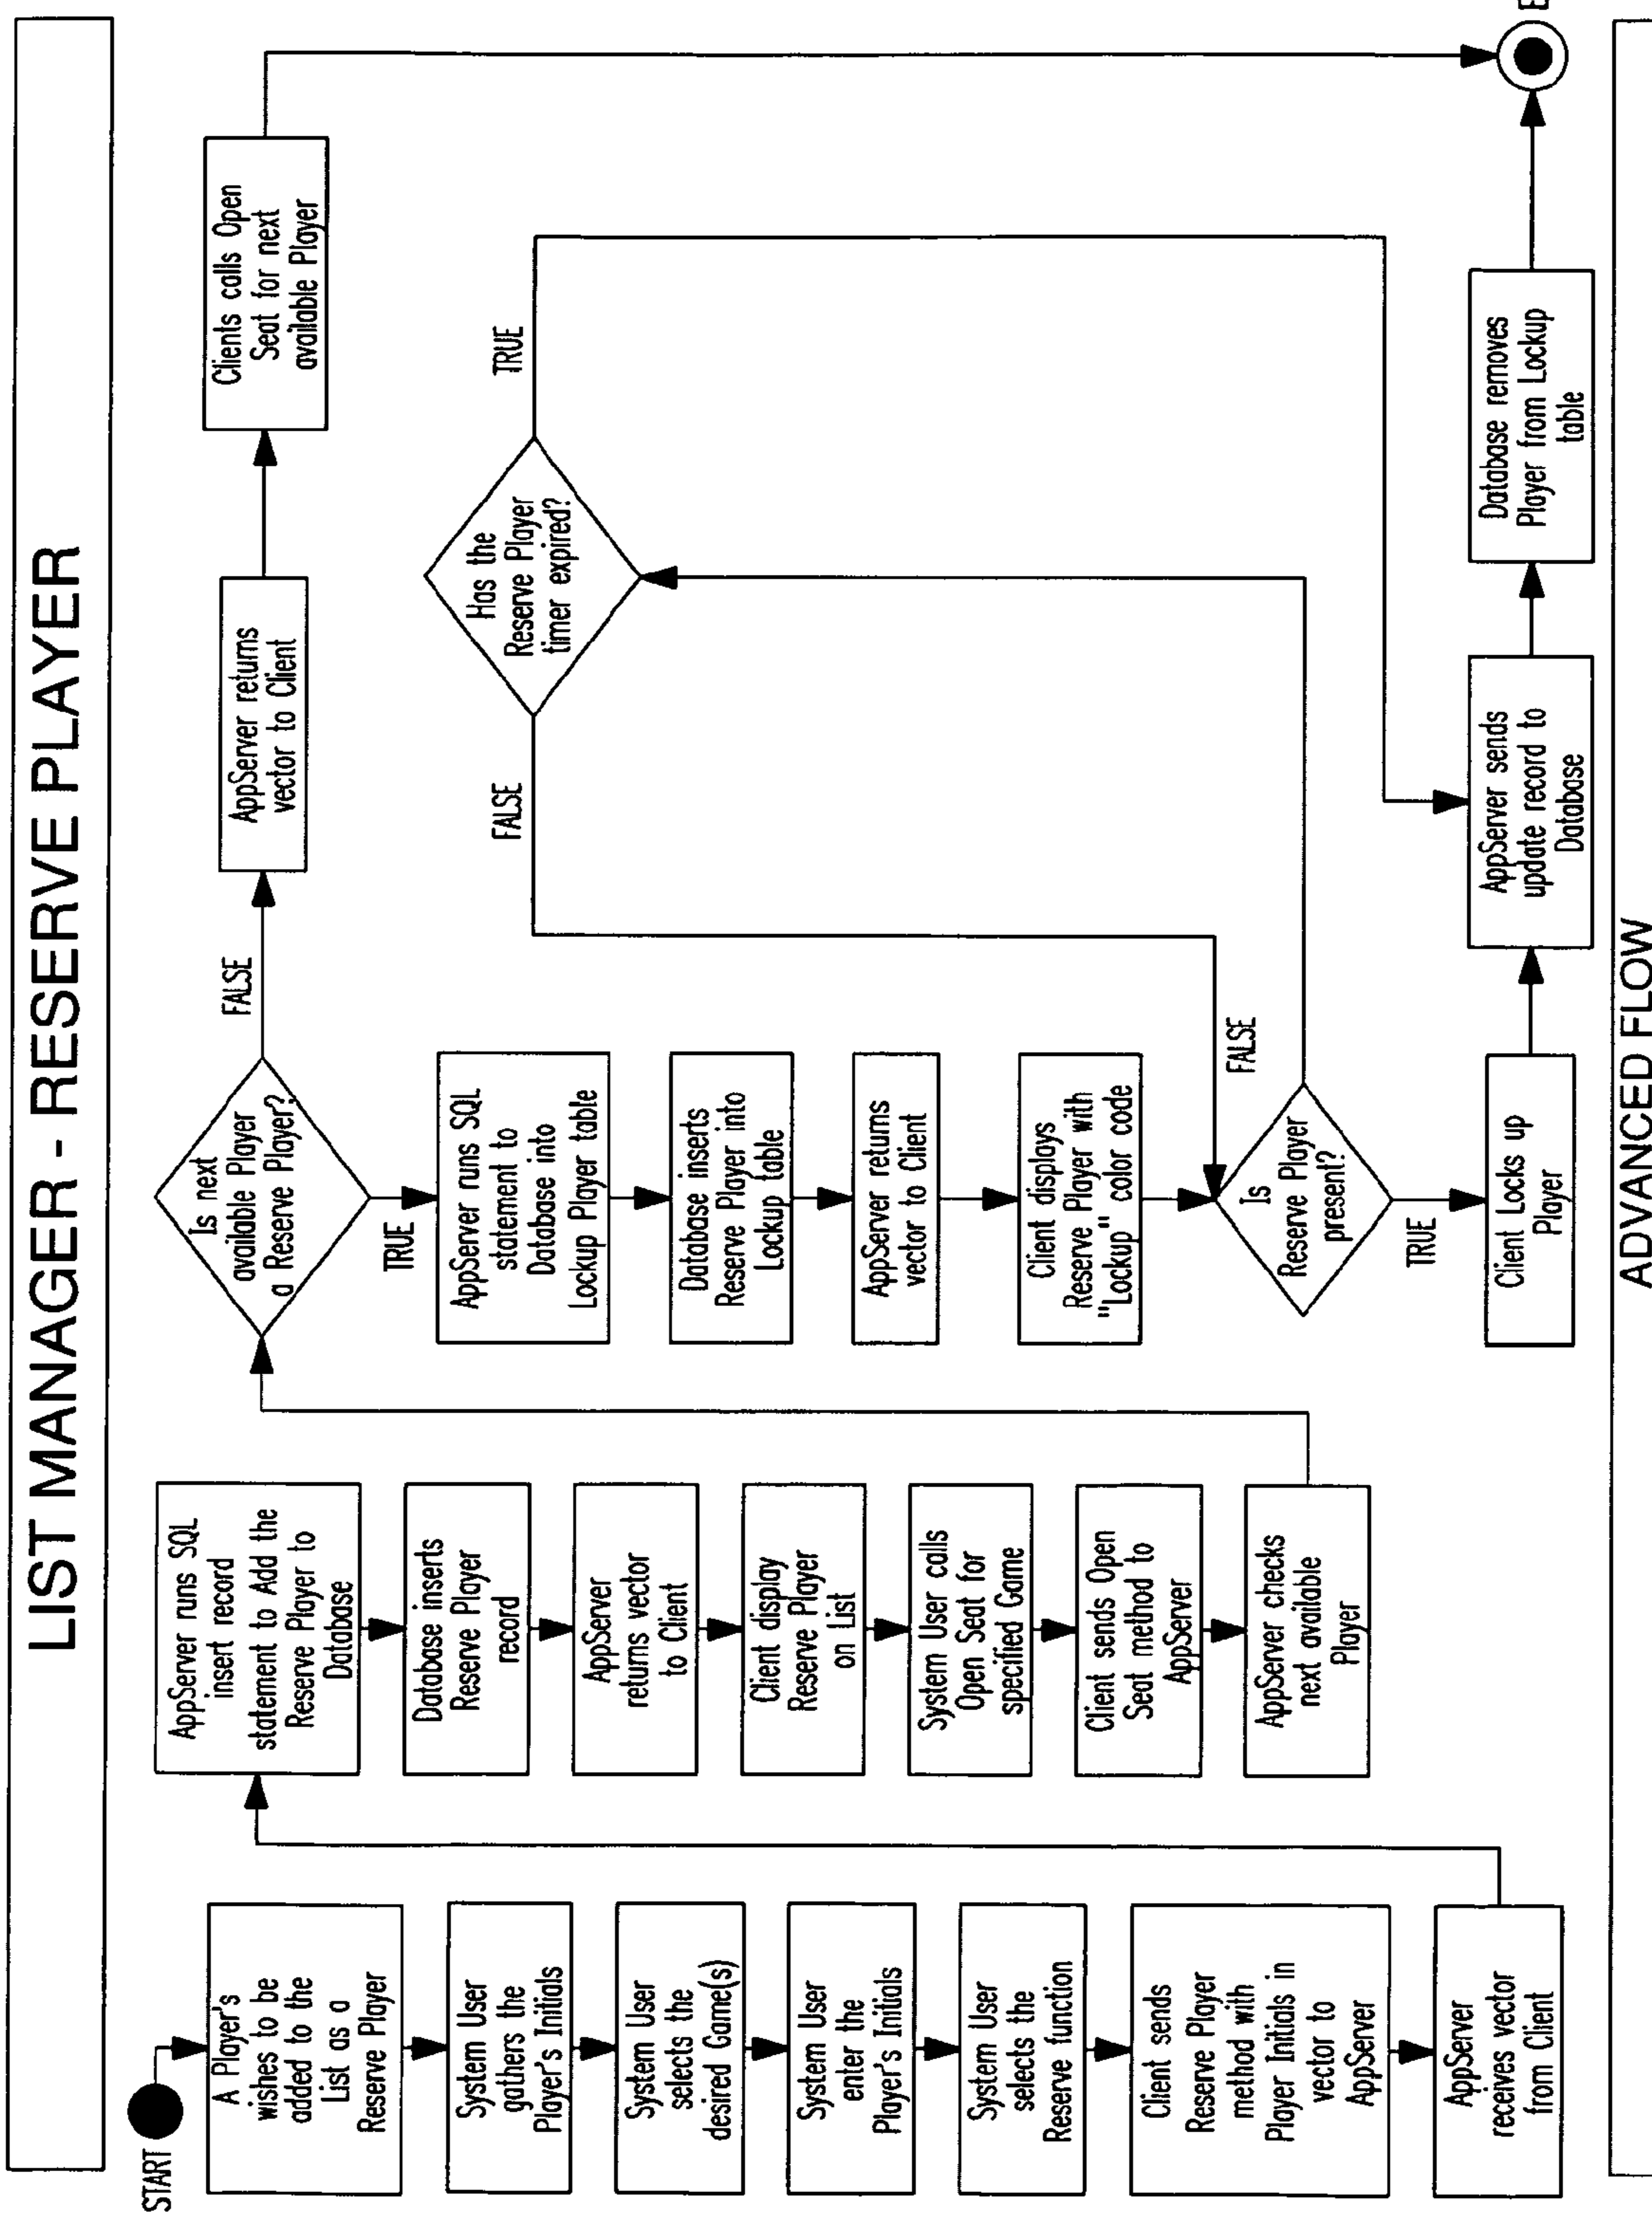 LIST MANAGER - RESERVE PLAYER
START
A Player's
wishes to be
added to the
List as a
Reserve Player
System User
gathers the
Player's Initials
System User
selects the
desired Game(s)
System User
enter the
Player's Initials
System User
selects the
Reserve function
Client sends
Reserve Player
method with
Player Initials in
vector to
AppServer
AppServer
receives vector
from Client
AppServer runs SQL
insert record
statement to Add the
Reserve Player to
Database
Database inserts
Reserve Player
record
AppServer
returns vector
to Client
Client display
Reserve Player
on List
System User calls
Open Seat for
specified Game
Client sends Open
Seat method to
AppServer
AppServer checks
next available
Player
Is next
available Player
a Reserve Player?
FALSE
TRUE
AppServer runs SQL
statement to
Database into
Lockup Player table
Database inserts
Reserve Player into
Lockup table
AppServer returns
vector to Client
Client displays
Reserve Player with
"Lockup" color code
FALSE
Is
Reserve Player
present?
TRUE
Client Locks up
Player
AppServer returns
vector to Client
Clients calls Open
Seat for next
available Player
Has the
Reserve Player
timer expired?
FALSE
TRUE
AppServer sends
update record to
Database
Database removes
Player from Lockup
table
ADVANCED FLOW